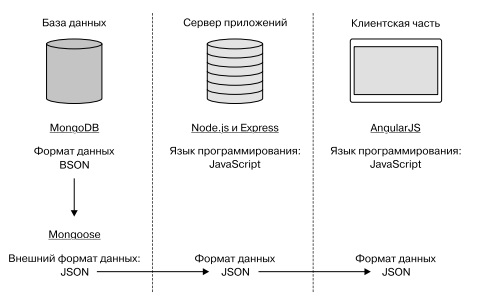 База данных
MongoDB
Формат данных
BSON
Mongoose
Внешний формат данных:
JSON
Сервер приложений
Node.js и Express
Язык программирования:
JavaScript
Формат данных
JSON
Клиентская часть
AngularJS
Язык программирования:
JavaScript
Формат данных
JSON